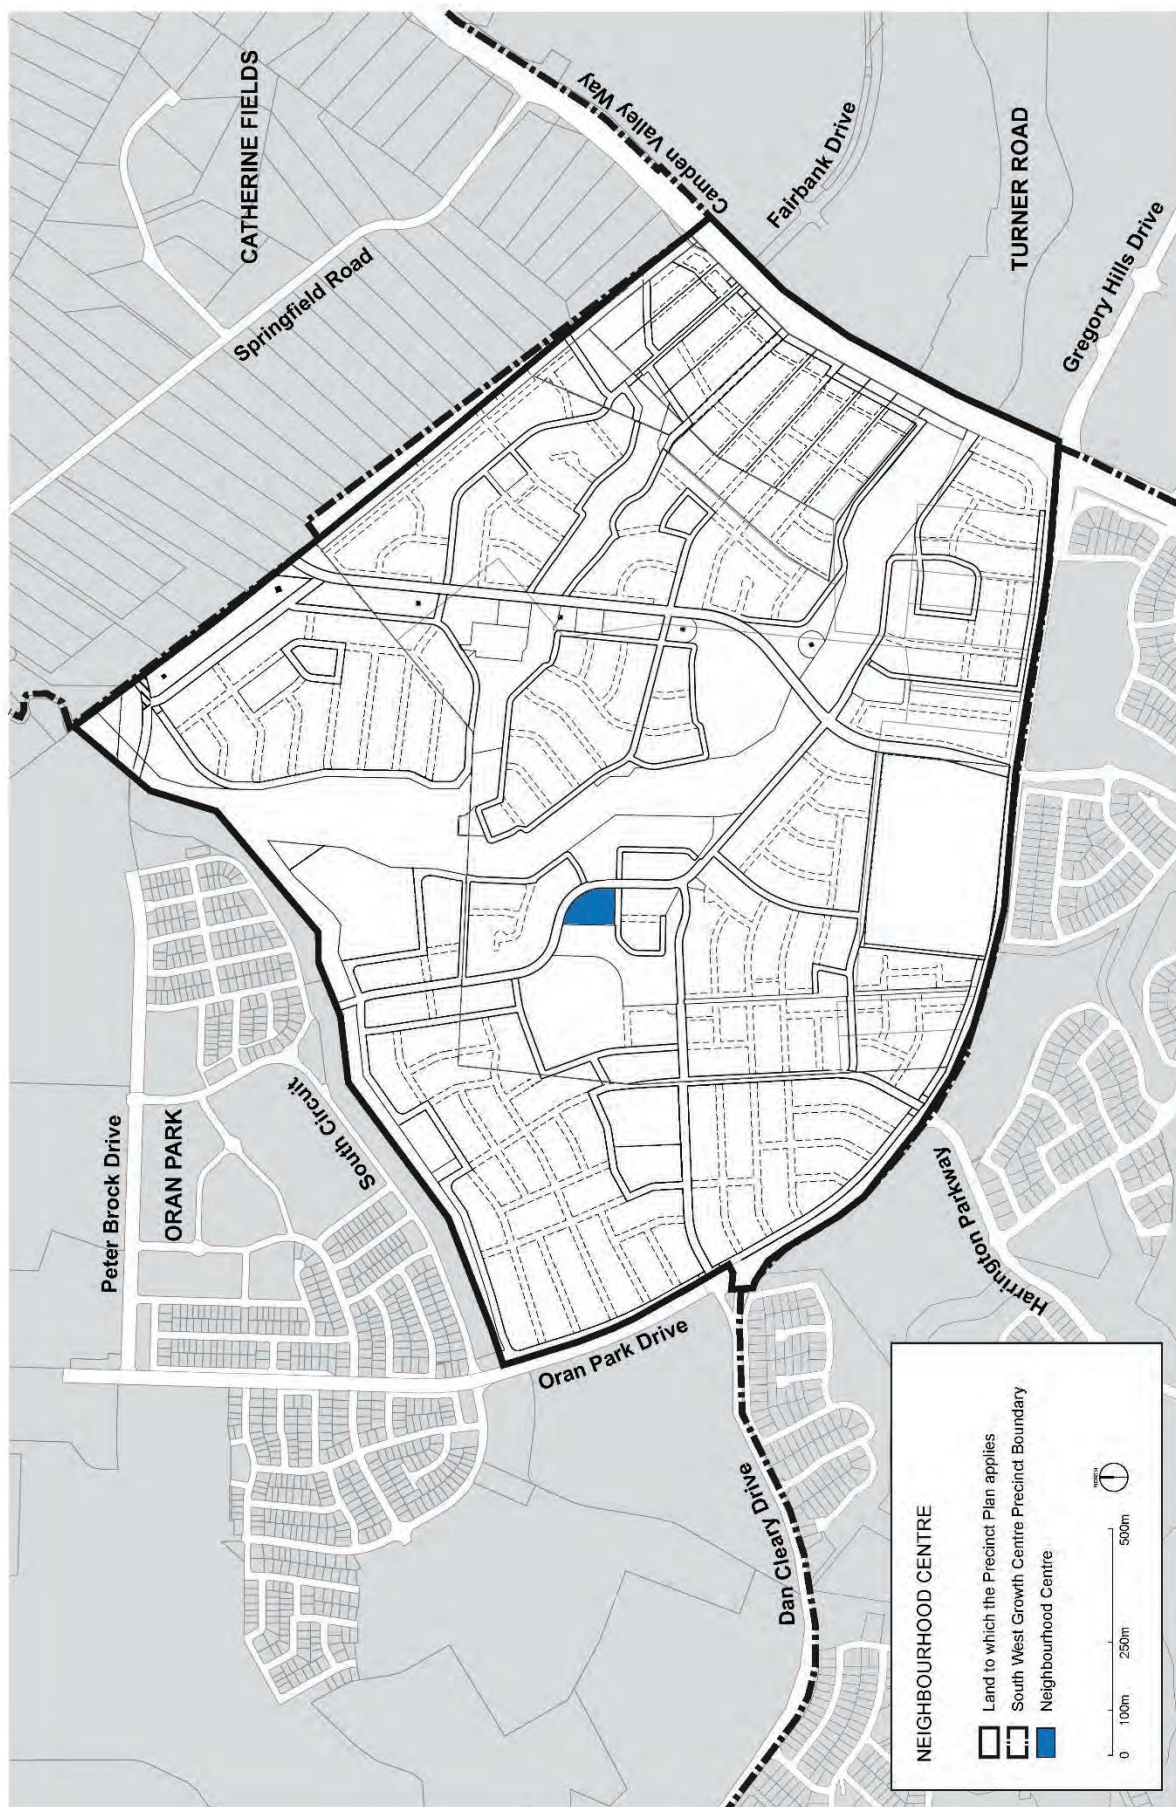 CATHERINE FIELDS
Camden Valley Way
Fairbank Drive
TURNER ROAD
Springfield Road
Gregory Hills Drive
Peter Brock Drive
ORAN PARK
South Circuit
Oran Park Drive
Harrington Parkway
Dan Cleary Drive
NEIGHBOURHOOD CENTRE
Land to which the Precinct Plan applies
South West Growth Centre Precinct Boundary
Neighbourhood Centre
0 100m 250m 500m
NORTH